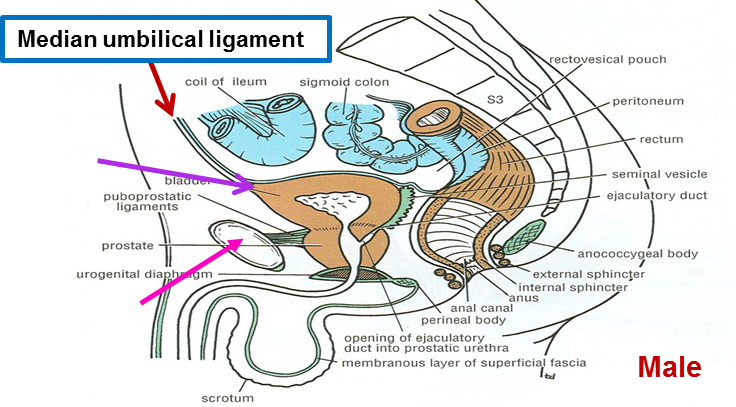 Median umbilical ligament
rectovesical pouch
coil of ileum
sigmoid colon
S3
peritoneum
rectum
seminal vesicle
bladder
puboprostatic
ligaments
ejaculatory duct
prostate
anococcygeal body
urogenital diaphragm
external sphincter
internal sphincter
anus
anal canal
perineal body
opening of ejaculatory
duct into prostatic urethra
membranous layer of superficial fascia
Male
scrotum